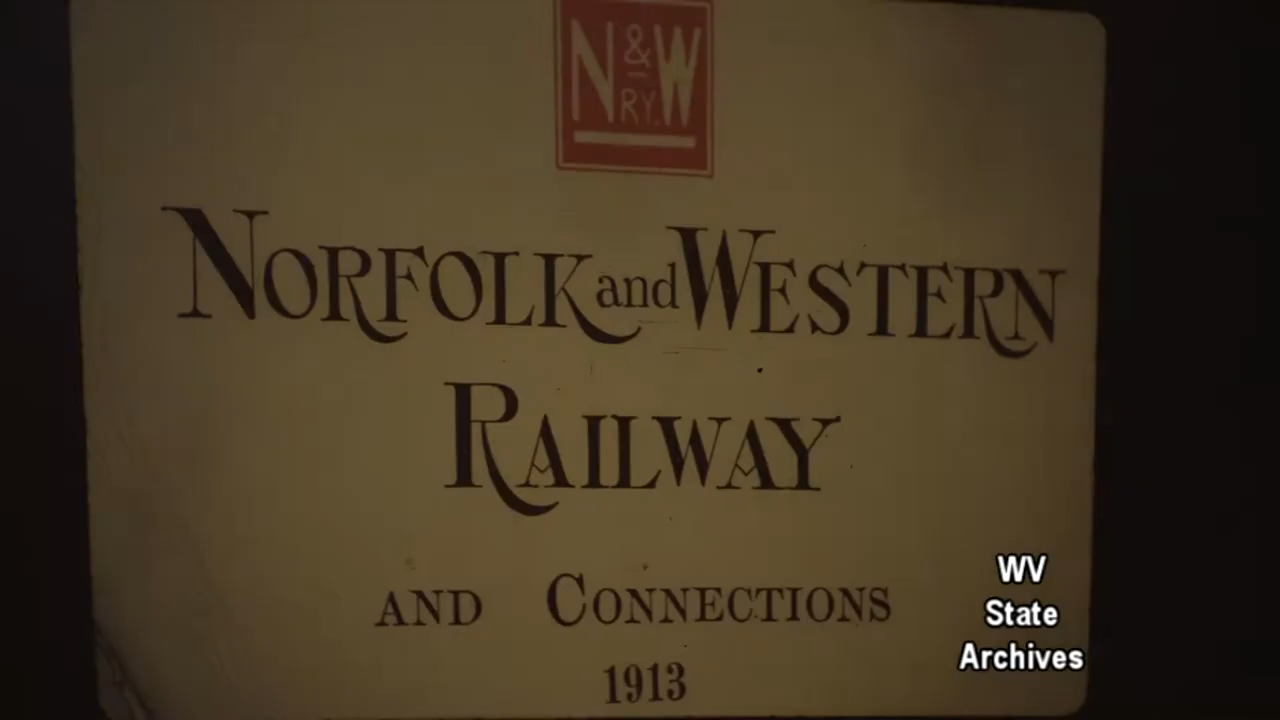 N&W
RY.
NORFOLK and WESTERN
RAILWAY
AND CONNECTIONS
1913
WV
State
Archives